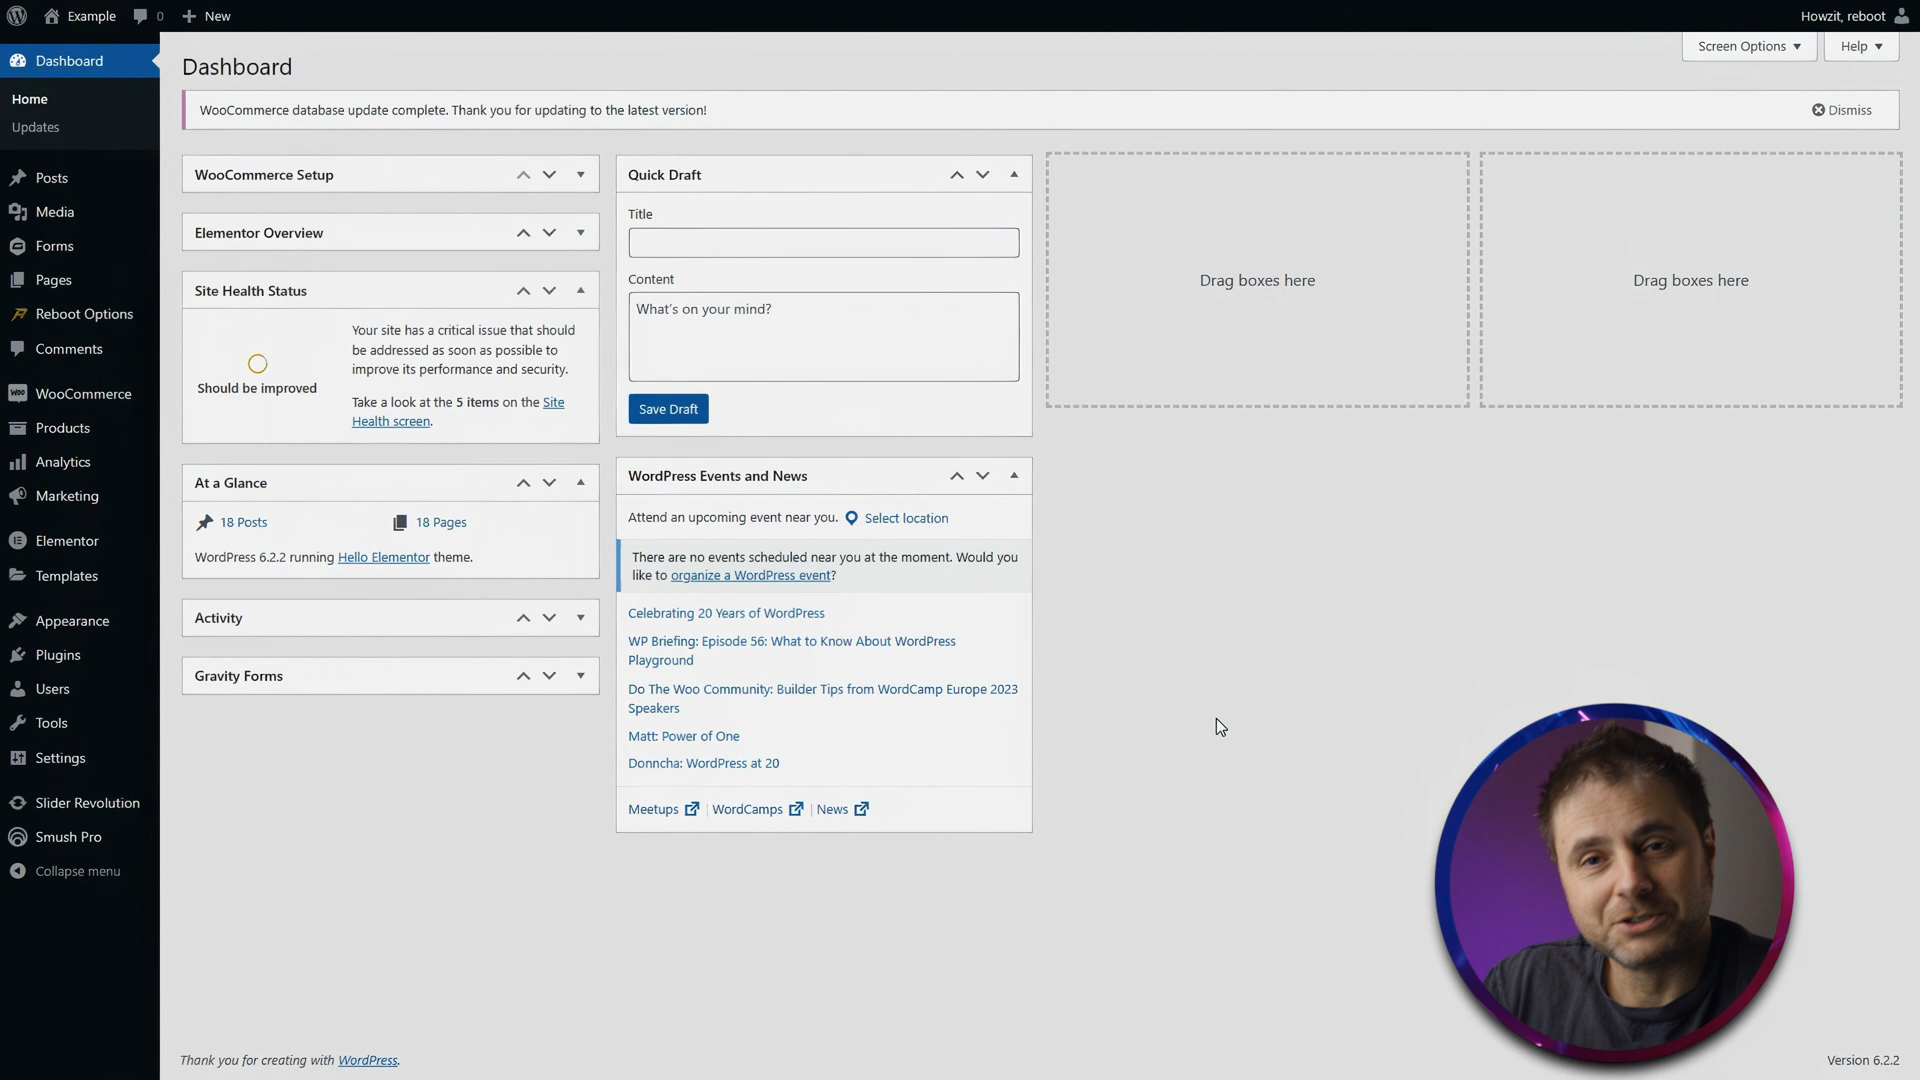 Example
0
New
Howzit, reboot
Dashboard
Home
Updates
Posts
Media
Forms
Pages
Reboot Options
Comments
WooCommerce
Products
Analytics
Marketing
Elementor
Templates
Appearance
Plugins
Users
Tools
Settings
Slider Revolution
Smush Pro
Collapse menu
Screen Options
Help
Dashboard
WooCommerce database update complete. Thank you for updating to the latest version!
Dismiss
WooCommerce Setup
Elementor Overview
Site Health Status
Should be improved
Your site has a critical issue that should
be addressed as soon as possible to
improve its performance and security.
Take a look at the 5 items on the Site
Health screen.
At a Glance
18 Posts
18 Pages
WordPress 6.2.2 running Hello Elementor theme.
Activity
Gravity Forms
Quick Draft
Title
Content
What's on your mind?
Save Draft
WordPress Events and News
Attend an upcoming event near you. Select location
There are no events scheduled near you at the moment. Would you
like to organize a WordPress event?
Celebrating 20 Years of WordPress
WP Briefing: Episode 56: What to Know About WordPress
Playground
Do The Woo Community: Builder Tips from WordCamp Europe 2023
Speakers
Matt: Power of One
Donncha: WordPress at 20
Meetups | WordCamps | News
Drag boxes here
Drag boxes here
Thank you for creating with WordPress.
Version 6.2.2